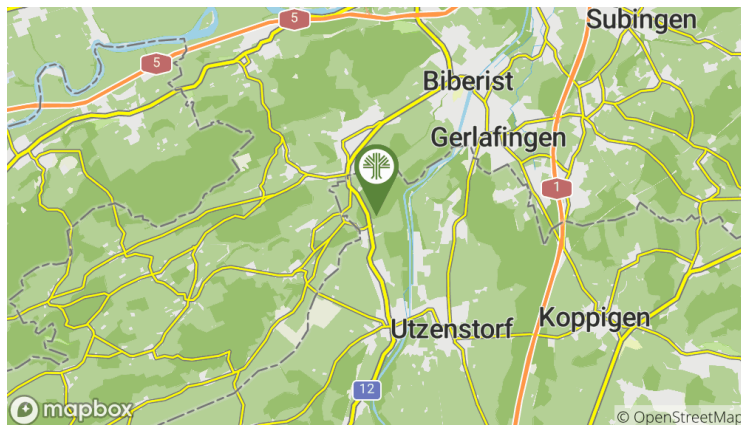 5
Subingen
5
Biberist
Gerlafingen
1
Koppigen
Utzenstorf
12
mapbox
© OpenStreetMap